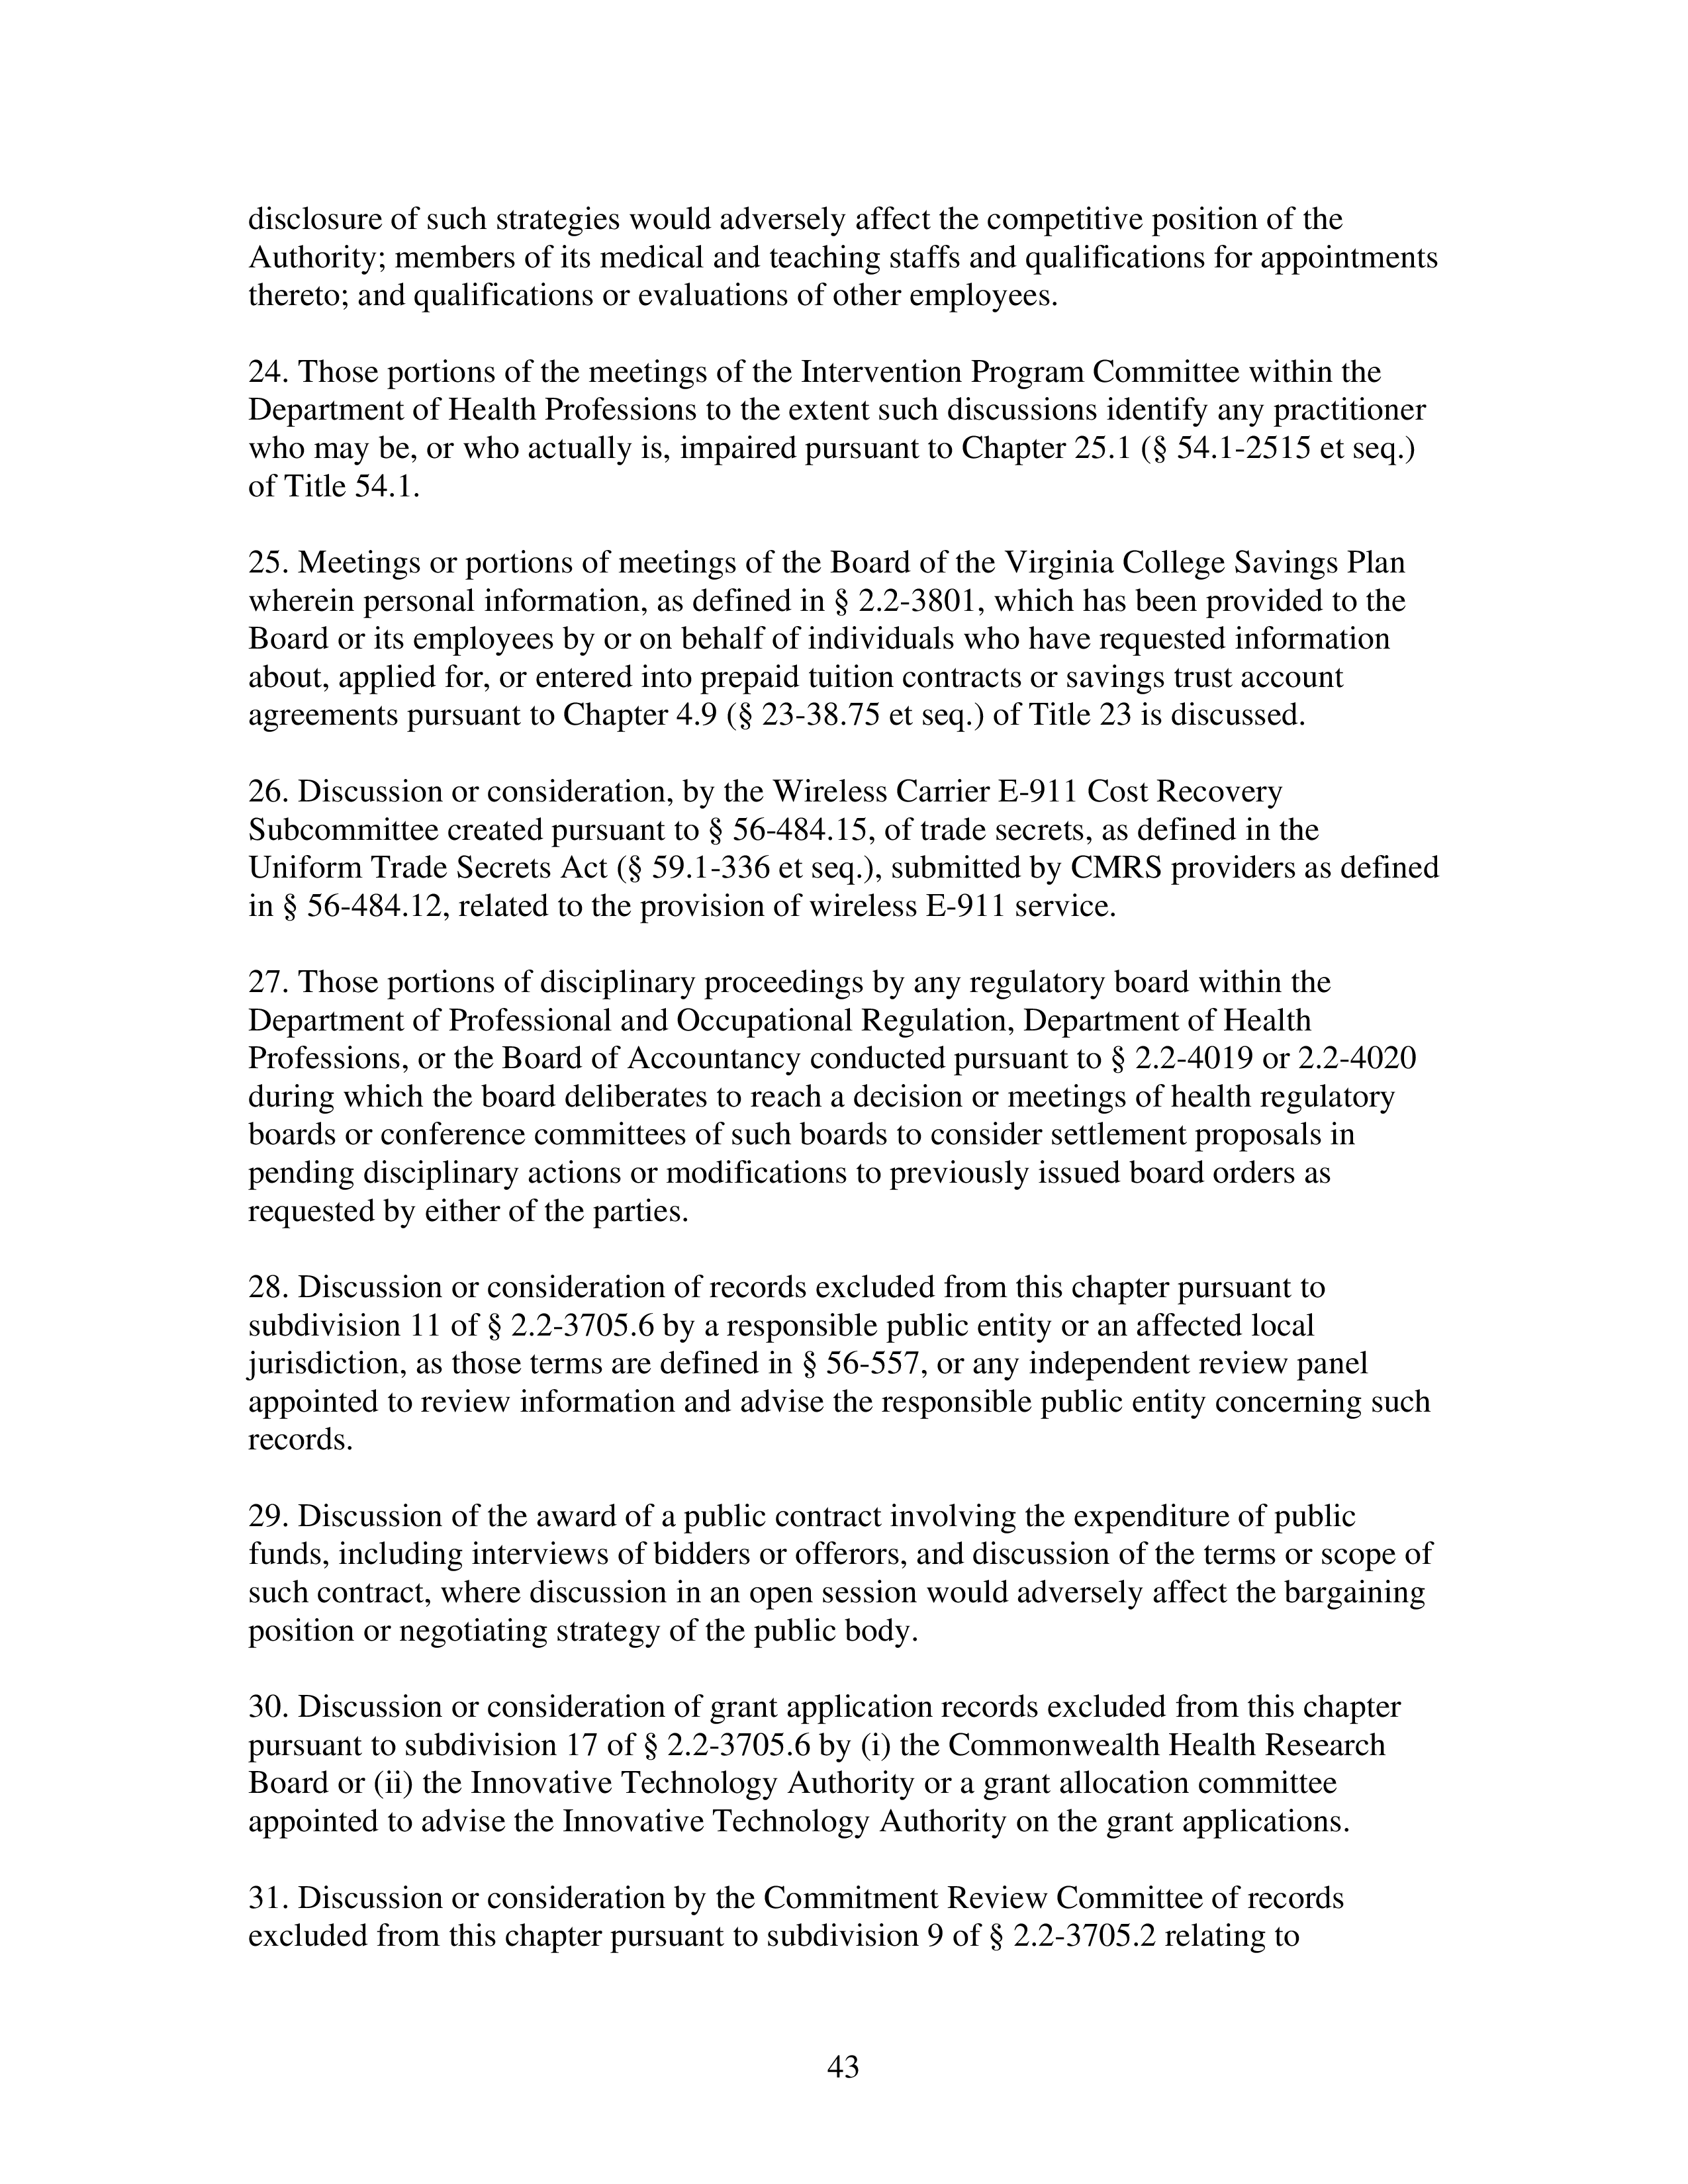 disclosure of such strategies would adversely affect the competitive position of the
Authority; members of its medical and teaching staffs and qualifications for appointments
thereto; and qualifications or evaluations of other employees.
24. Those portions of the meetings of the Intervention Program Committee within the
Department of Health Professions to the extent such discussions identify any practitioner
who may be, or who actually is, impaired pursuant to Chapter 25.1 (§ 54.1-2515 et seq.)
of Title 54.1.
25. Meetings or portions of meetings of the Board of the Virginia College Savings Plan
wherein personal information, as defined in § 2.2-3801, which has been provided to the
Board or its employees by or on behalf of individuals who have requested information
about, applied for, or entered into prepaid tuition contracts or savings trust account
agreements pursuant to Chapter 4.9 (§ 23-38.75 et seq.) of Title 23 is discussed.
26. Discussion or consideration, by the Wireless Carrier E-911 Cost Recovery
Subcommittee created pursuant to § 56-484.15, of trade secrets, as defined in the
Uniform Trade Secrets Act (§ 59.1-336 et seq.), submitted by CMRS providers as defined
in § 56-484.12, related to the provision of wireless E-911 service.
27. Those portions of disciplinary proceedings by any regulatory board within the
Department of Professional and Occupational Regulation, Department of Health
Professions, or the Board of Accountancy conducted pursuant to § 2.2-4019 or 2.2-4020
during which the board deliberates to reach a decision or meetings of health regulatory
boards or conference committees of such boards to consider settlement proposals in
pending disciplinary actions or modifications to previously issued board orders as
requested by either of the parties.
28. Discussion or consideration of records excluded from this chapter pursuant to
subdivision 11 of § 2.2-3705.6 by a responsible public entity or an affected local
jurisdiction, as those terms are defined in § 56-557, or any independent review panel
appointed to review information and advise the responsible public entity concerning such
records.
29. Discussion of the award of a public contract involving the expenditure of public
funds, including interviews of bidders or offerors, and discussion of the terms or scope of
such contract, where discussion in an open session would adversely affect the bargaining
position or negotiating strategy of the public body.
30. Discussion or consideration of grant application records excluded from this chapter
pursuant to subdivision 17 of § 2.2-3705.6 by (i) the Commonwealth Health Research
Board or (ii) the Innovative Technology Authority or a grant allocation committee
appointed to advise the Innovative Technology Authority on the grant applications.
31. Discussion or consideration by the Commitment Review Committee of records
excluded from this chapter pursuant to subdivision 9 of § 2.2-3705.2 relating to
43